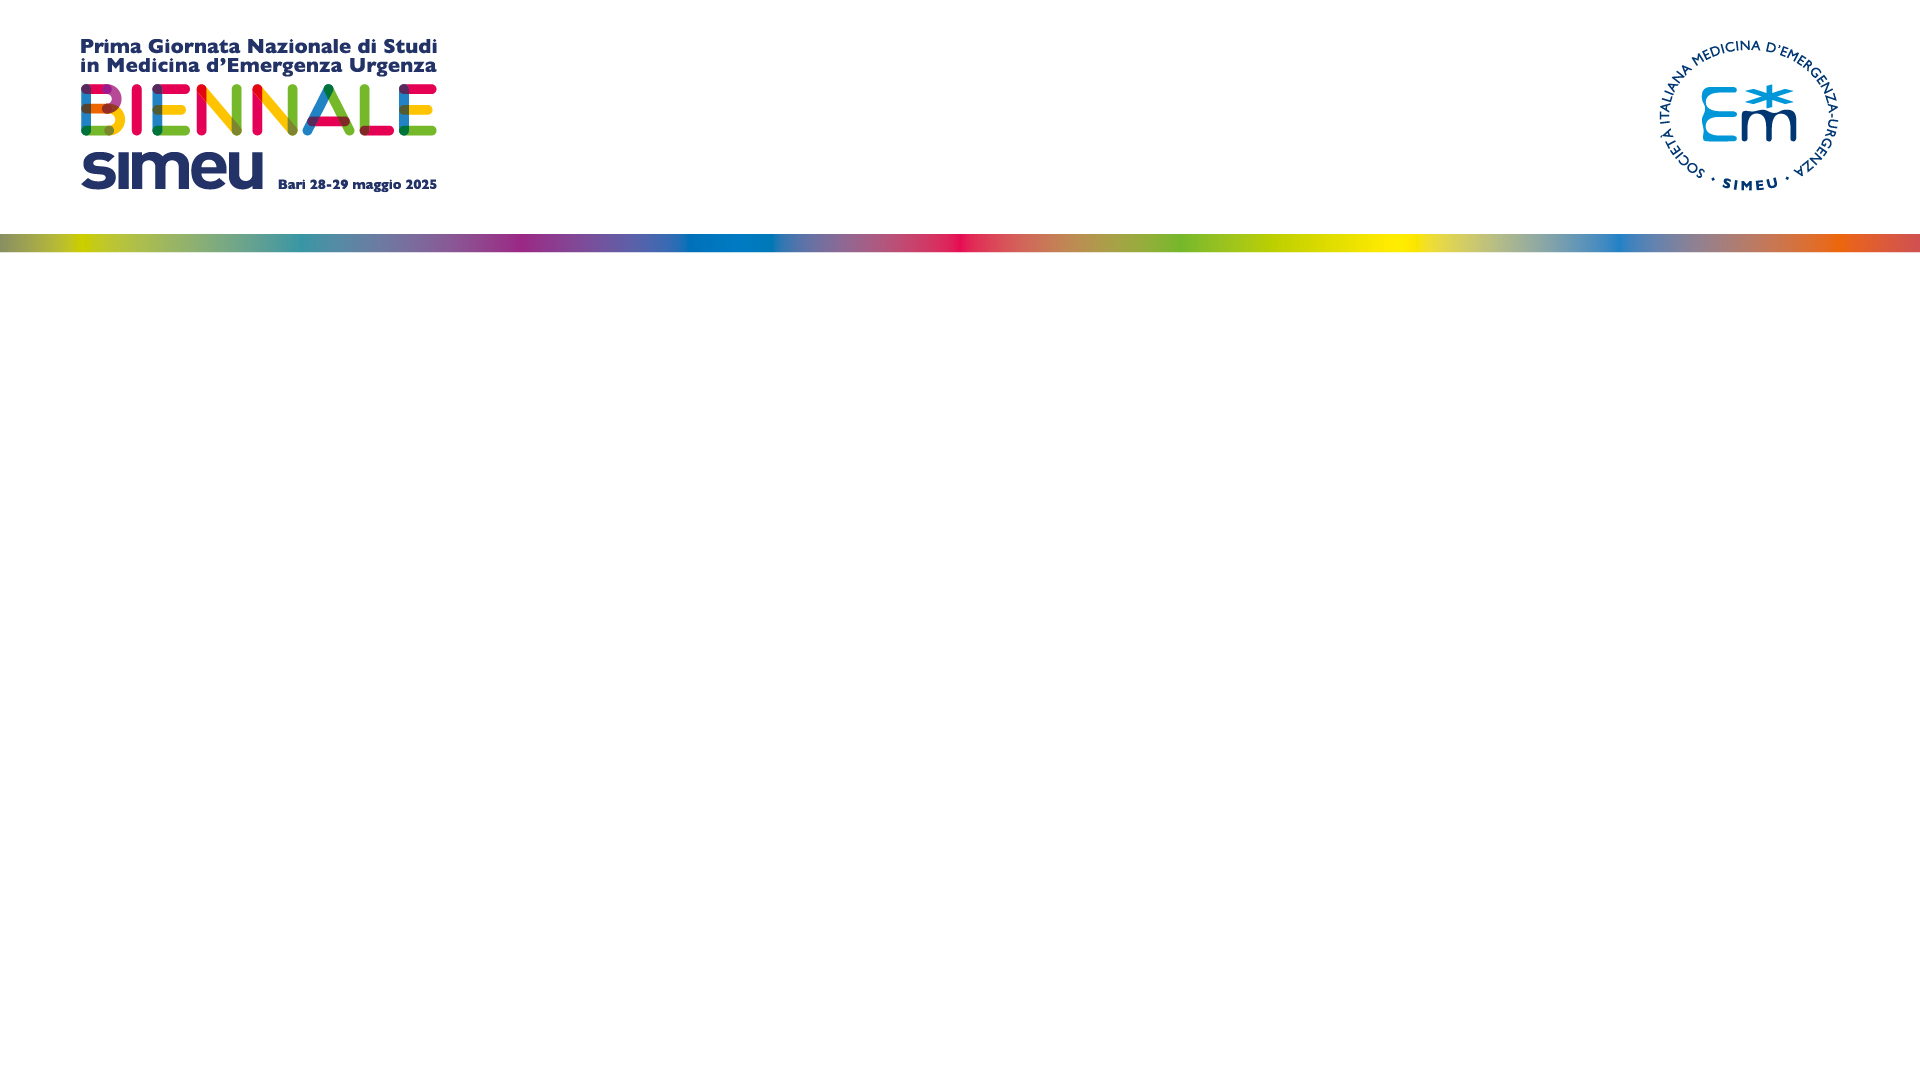 Prima Giornata Nazionale di Studi
in Medicina d’Emergenza Urgenza
BIENNALE
simeu Bari 28-29 maggio 2025
SOCIETÀ ITALIANA MEDICINA D’EMERGENZA-URGENZA
Em
· SIMEU ·